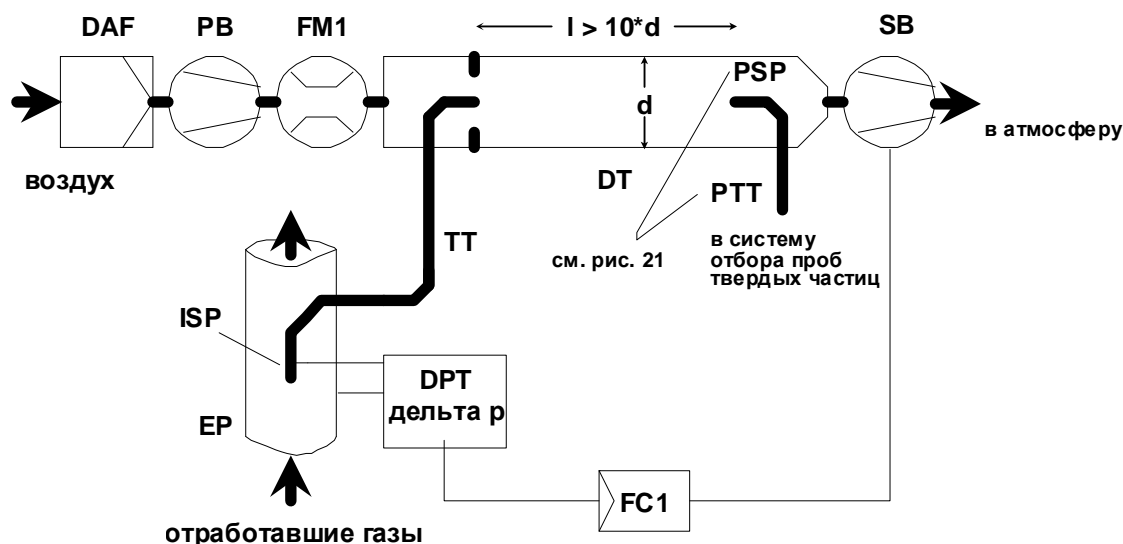 DAF
PB
FM1
l > 10*d
SB
PSP
d
в атмосферу
воздух
DT
PTT
TT
см. рис. 21
в систему
отбора проб
твердых частиц
ISP
DPT
дельта p
EP
FC1
отработавшие газы